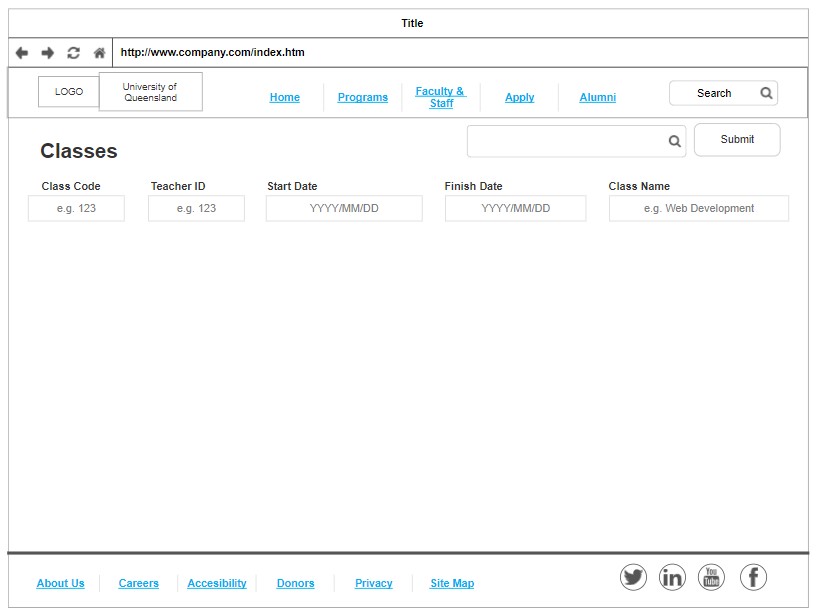 Title
http://www.company.com/index.htm
LOGO
University of
Queensland
Home
Programs
Faculty &
Staff
Apply
Alumni
Search
Classes
Submit
Class Code
Teacher ID
Start Date
Finish Date
Class Name
e.g. 123
e.g. 123
YYYY/MM/DD
YYYY/MM/DD
e.g. Web Development
About Us
Careers
Accesibility
Donors
Privacy
Site Map
in
You
Tube
f